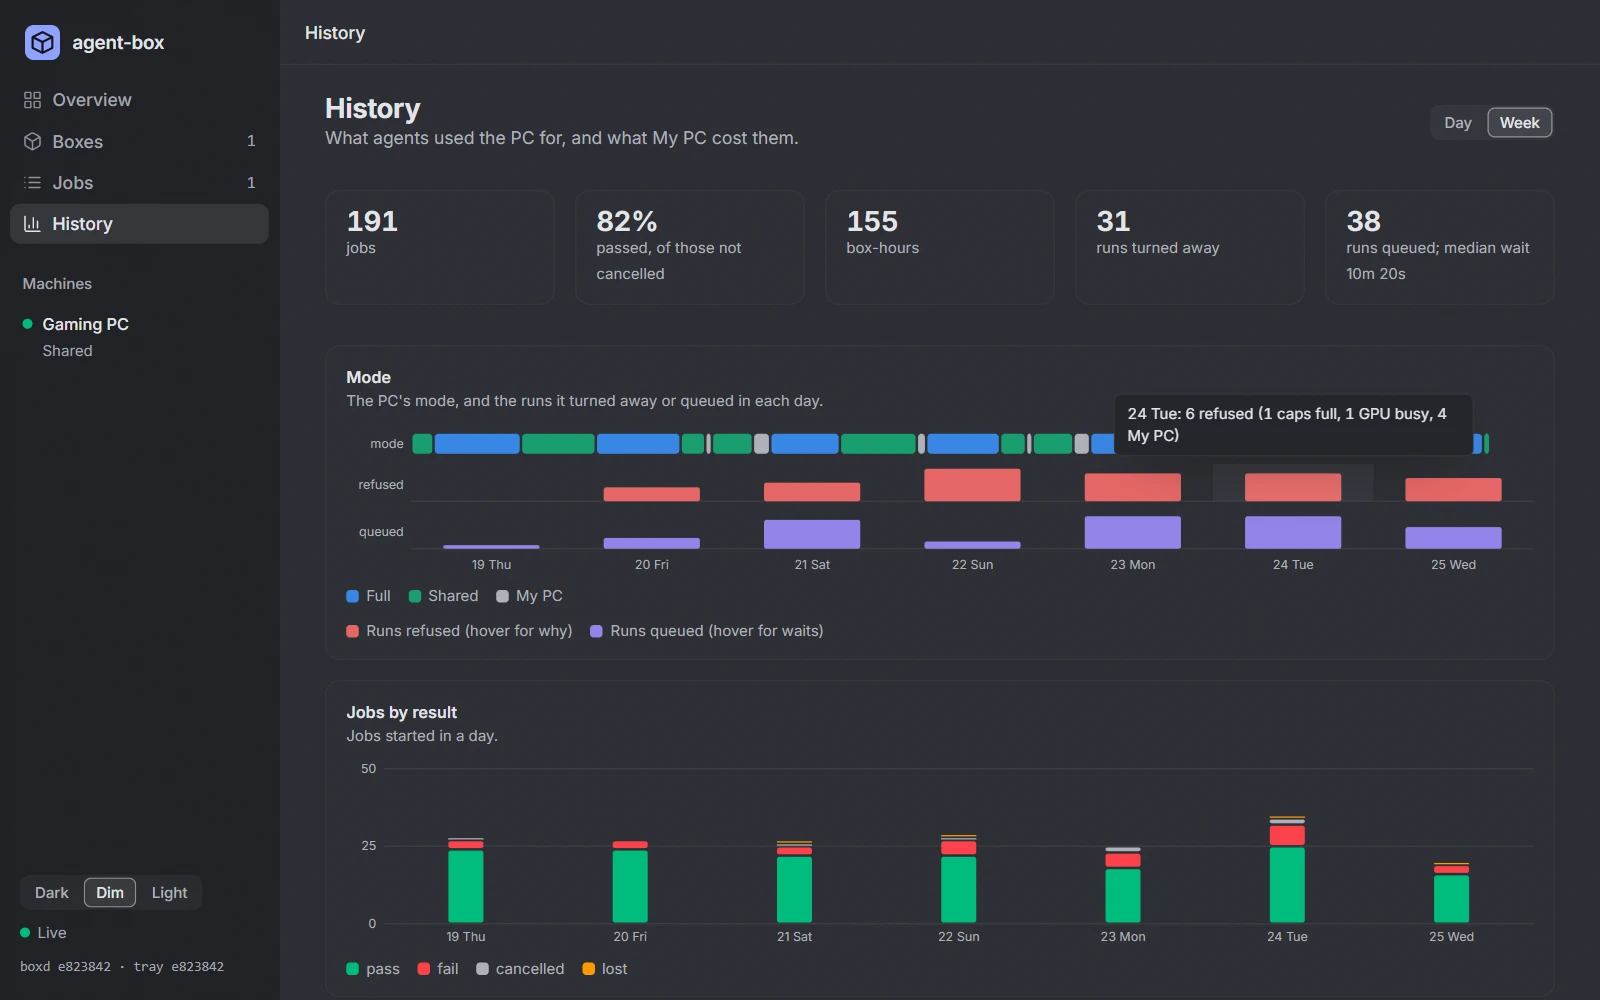 agent-box
Overview
Boxes 1
Jobs 1
History
Machines
Gaming PC
Shared
Dark Dim Light
Live
boxd e823842 · tray e823842
History
History
What agents used the PC for, and what My PC cost them.
Day Week
191
jobs
82%
passed, of those not
cancelled
155
box-hours
31
runs turned away
38
runs queued; median wait
10m 20s
Mode
The PC's mode, and the runs it turned away or queued in each day.
24 Tue: 6 refused (1 caps full, 1 GPU busy, 4
My PC)
mode
refused
queued
19 Thu 20 Fri 21 Sat 22 Sun 23 Mon 24 Tue 25 Wed
Full Shared My PC
Runs refused (hover for why) Runs queued (hover for waits)
Jobs by result
Jobs started in a day.
50
25
0
19 Thu 20 Fri 21 Sat 22 Sun 23 Mon 24 Tue 25 Wed
pass fail cancelled lost